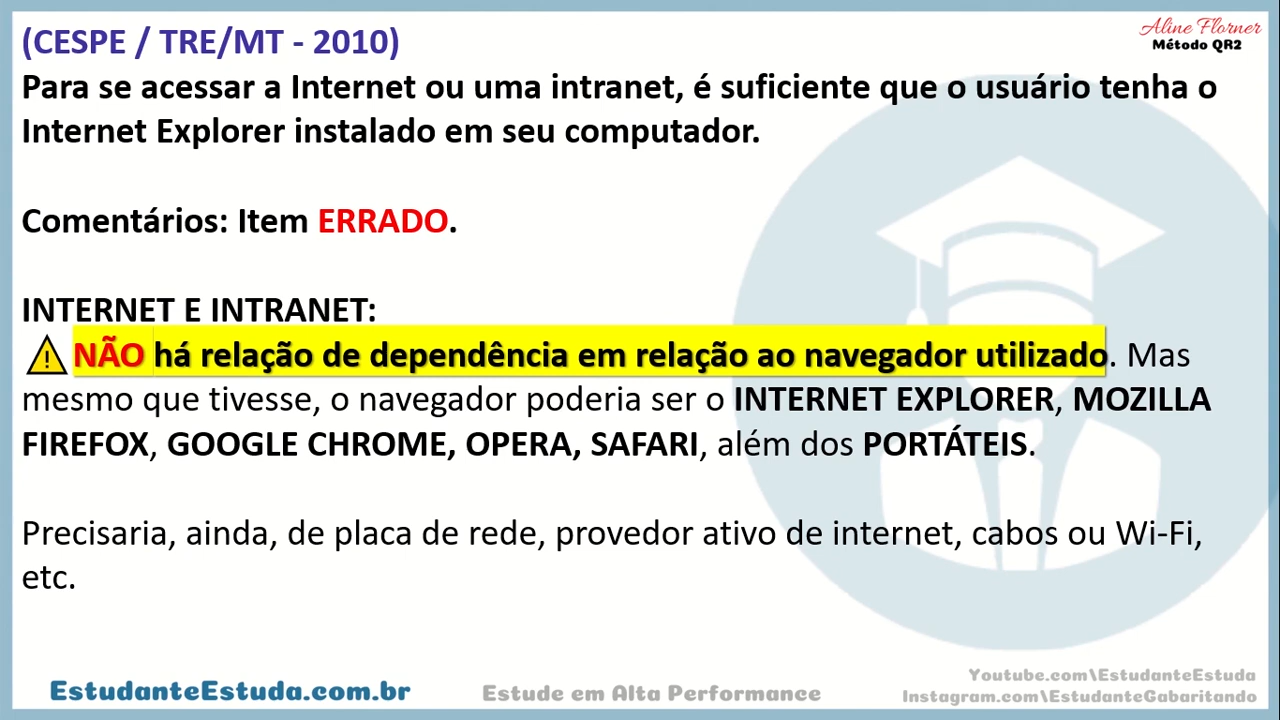 (CESPE / TRE/MT - 2010)
Aline Florner
Método QR2
Para se acessar a Internet ou uma intranet, é suficiente que o usuário tenha o
Internet Explorer instalado em seu computador.
Comentários: Item ERRADO.
INTERNET E INTRANET:
⚠ NÃO há relação de dependência em relação ao navegador utilizado. Mas
mesmo que tivesse, o navegador poderia ser o INTERNET EXPLORER, MOZILLA
FIREFOX, GOOGLE CHROME, OPERA, SAFARI, além dos PORTÁTEIS.
Precisaria, ainda, de placa de rede, provedor ativo de internet, cabos ou Wi-Fi,
etc.
EstudanteEstuda.com.br
Estude em Alta Performance
Youtube.com\EstudanteEstuda
Instagram.com\EstudanteGabaritando